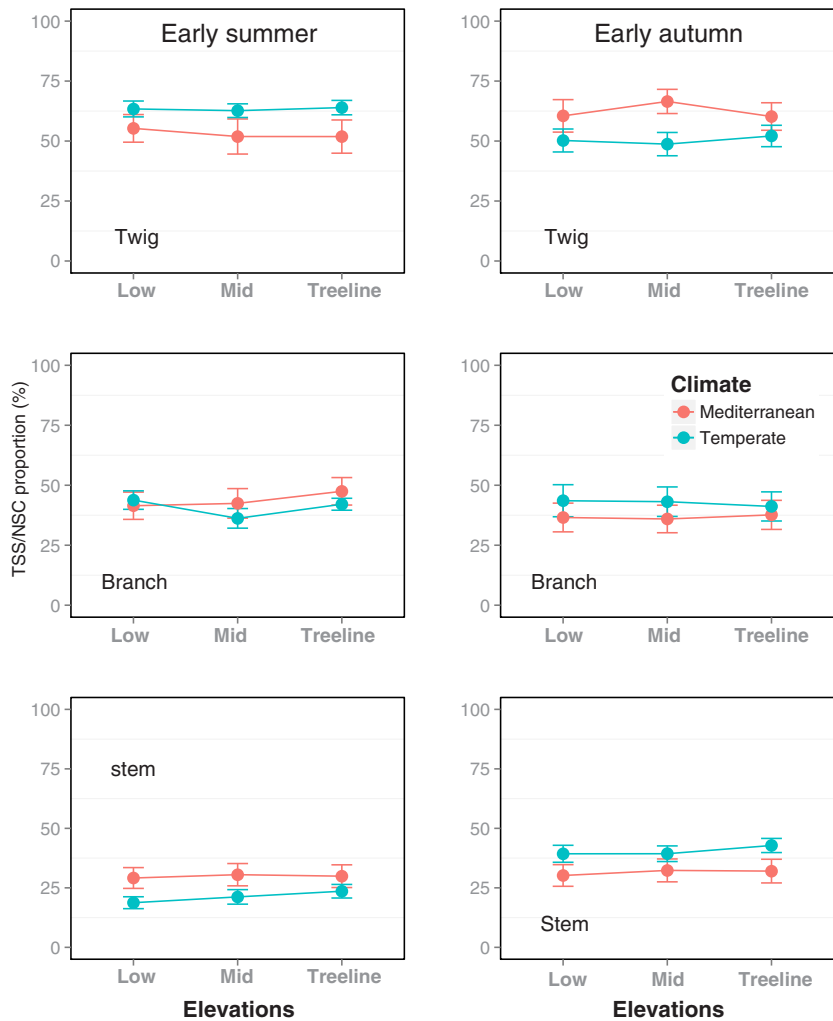 Early summer
100
75
50
25
0
Twig
Low Mid Treeline
Early autumn
100
75
50
25
0
Twig
Low Mid Treeline
TSS/NSC proportion (%)
100
75
50
25
0
Branch
Low Mid Treeline
100
75
50
25
0
Climate
Mediterranean
Temperate
Branch
Low Mid Treeline
100
75
50
25
0
stem
Low Mid Treeline
Elevations
100
75
50
25
0
Stem
Low Mid Treeline
Elevations